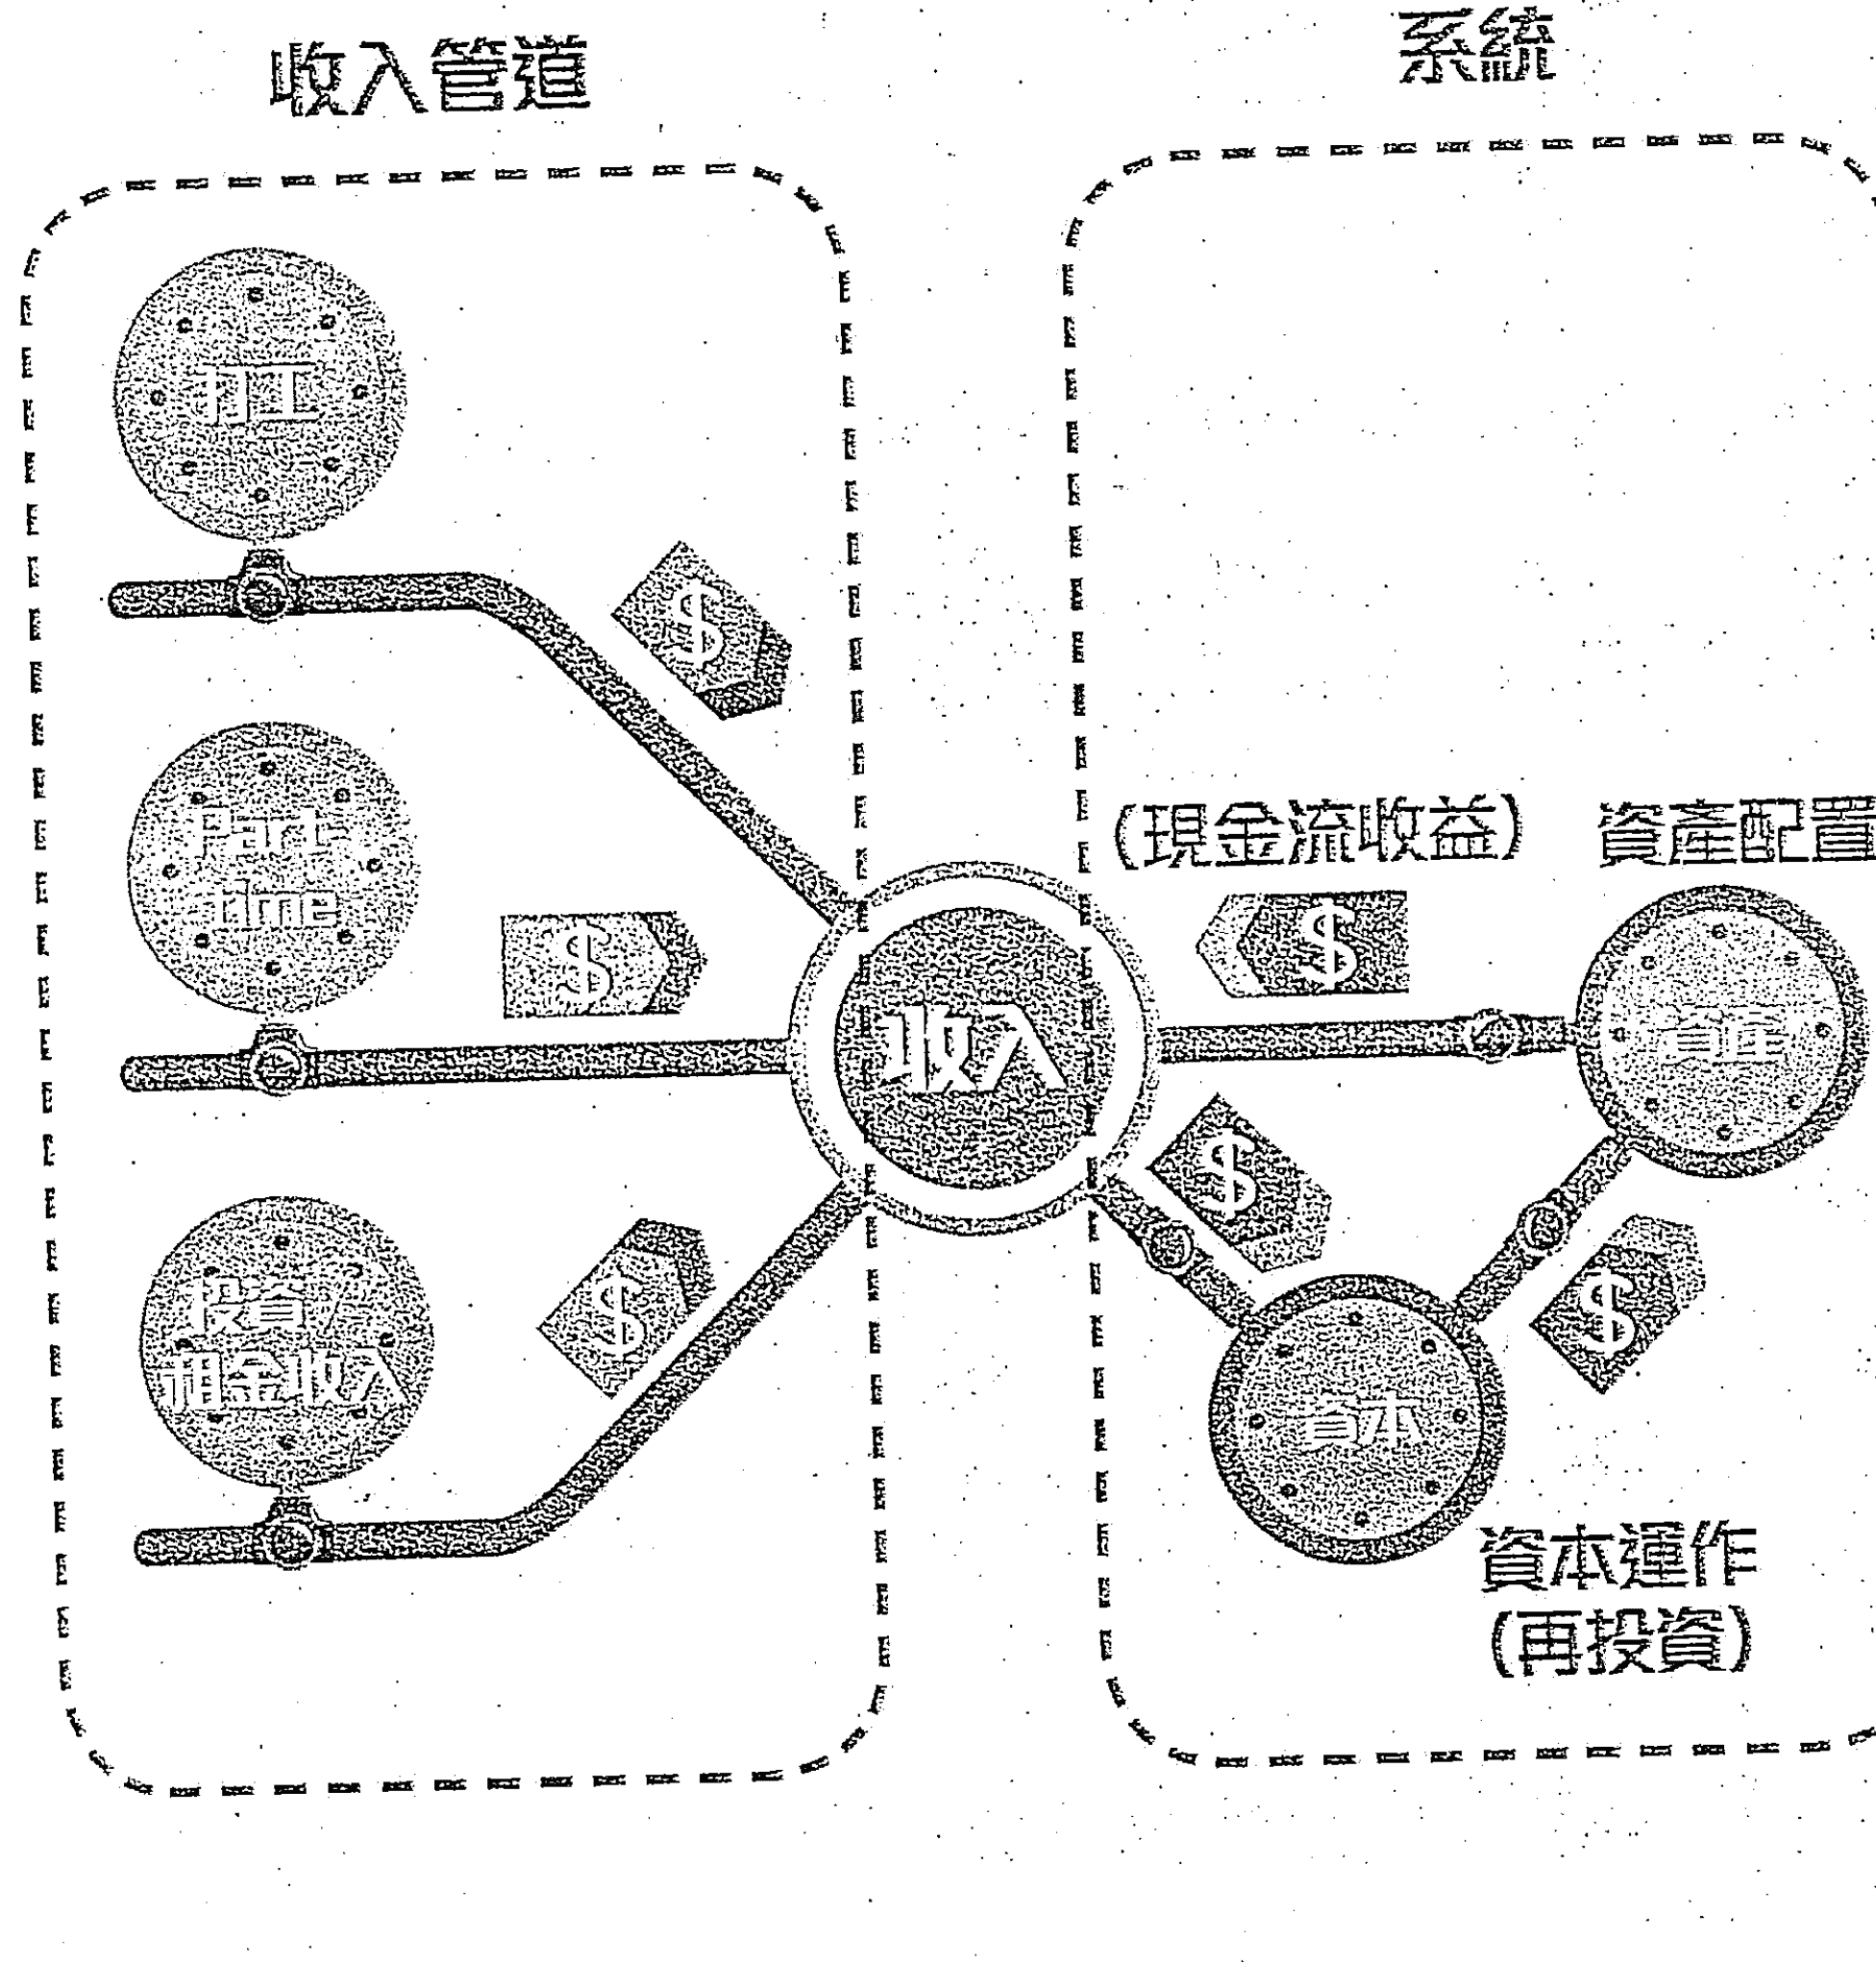 收入管道
系統
打工
$
Part
time
(現金流收益)
資產配置
$
$
收入
資產
$
投資/
租金收入
$
$
資本
資本運作
(再投資)